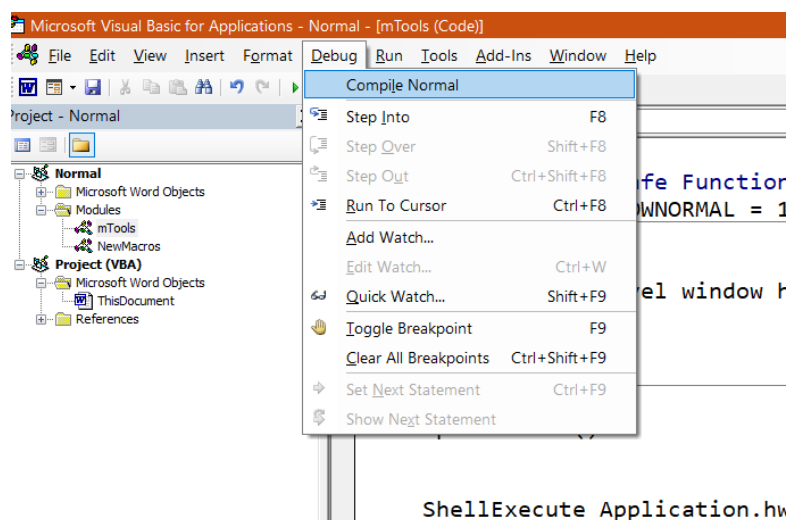 Microsoft Visual Basic for Applications - Normal - [mTools (Code)]
File Edit View Insert Format Debug Run Tools Add-Ins Window Help
Project - Normal
Compile Normal
Step Into F8
Step Over Shift+F8
Step Out Ctrl+Shift+F8
Run To Cursor Ctrl+F8
Add Watch...
Edit Watch... Ctrl+W
Quick Watch... Shift+F9
Toggle Breakpoint F9
Clear All Breakpoints Ctrl+Shift+F9
Set Next Statement Ctrl+F9
Show Next Statement
Normal
Microsoft Word Objects
Modules
mTools
NewMacros
Project (VBA)
Microsoft Word Objects
ThisDocument
References
afe Function
OWNORMAL = 1
vel window h
ShellExecute Application.hw